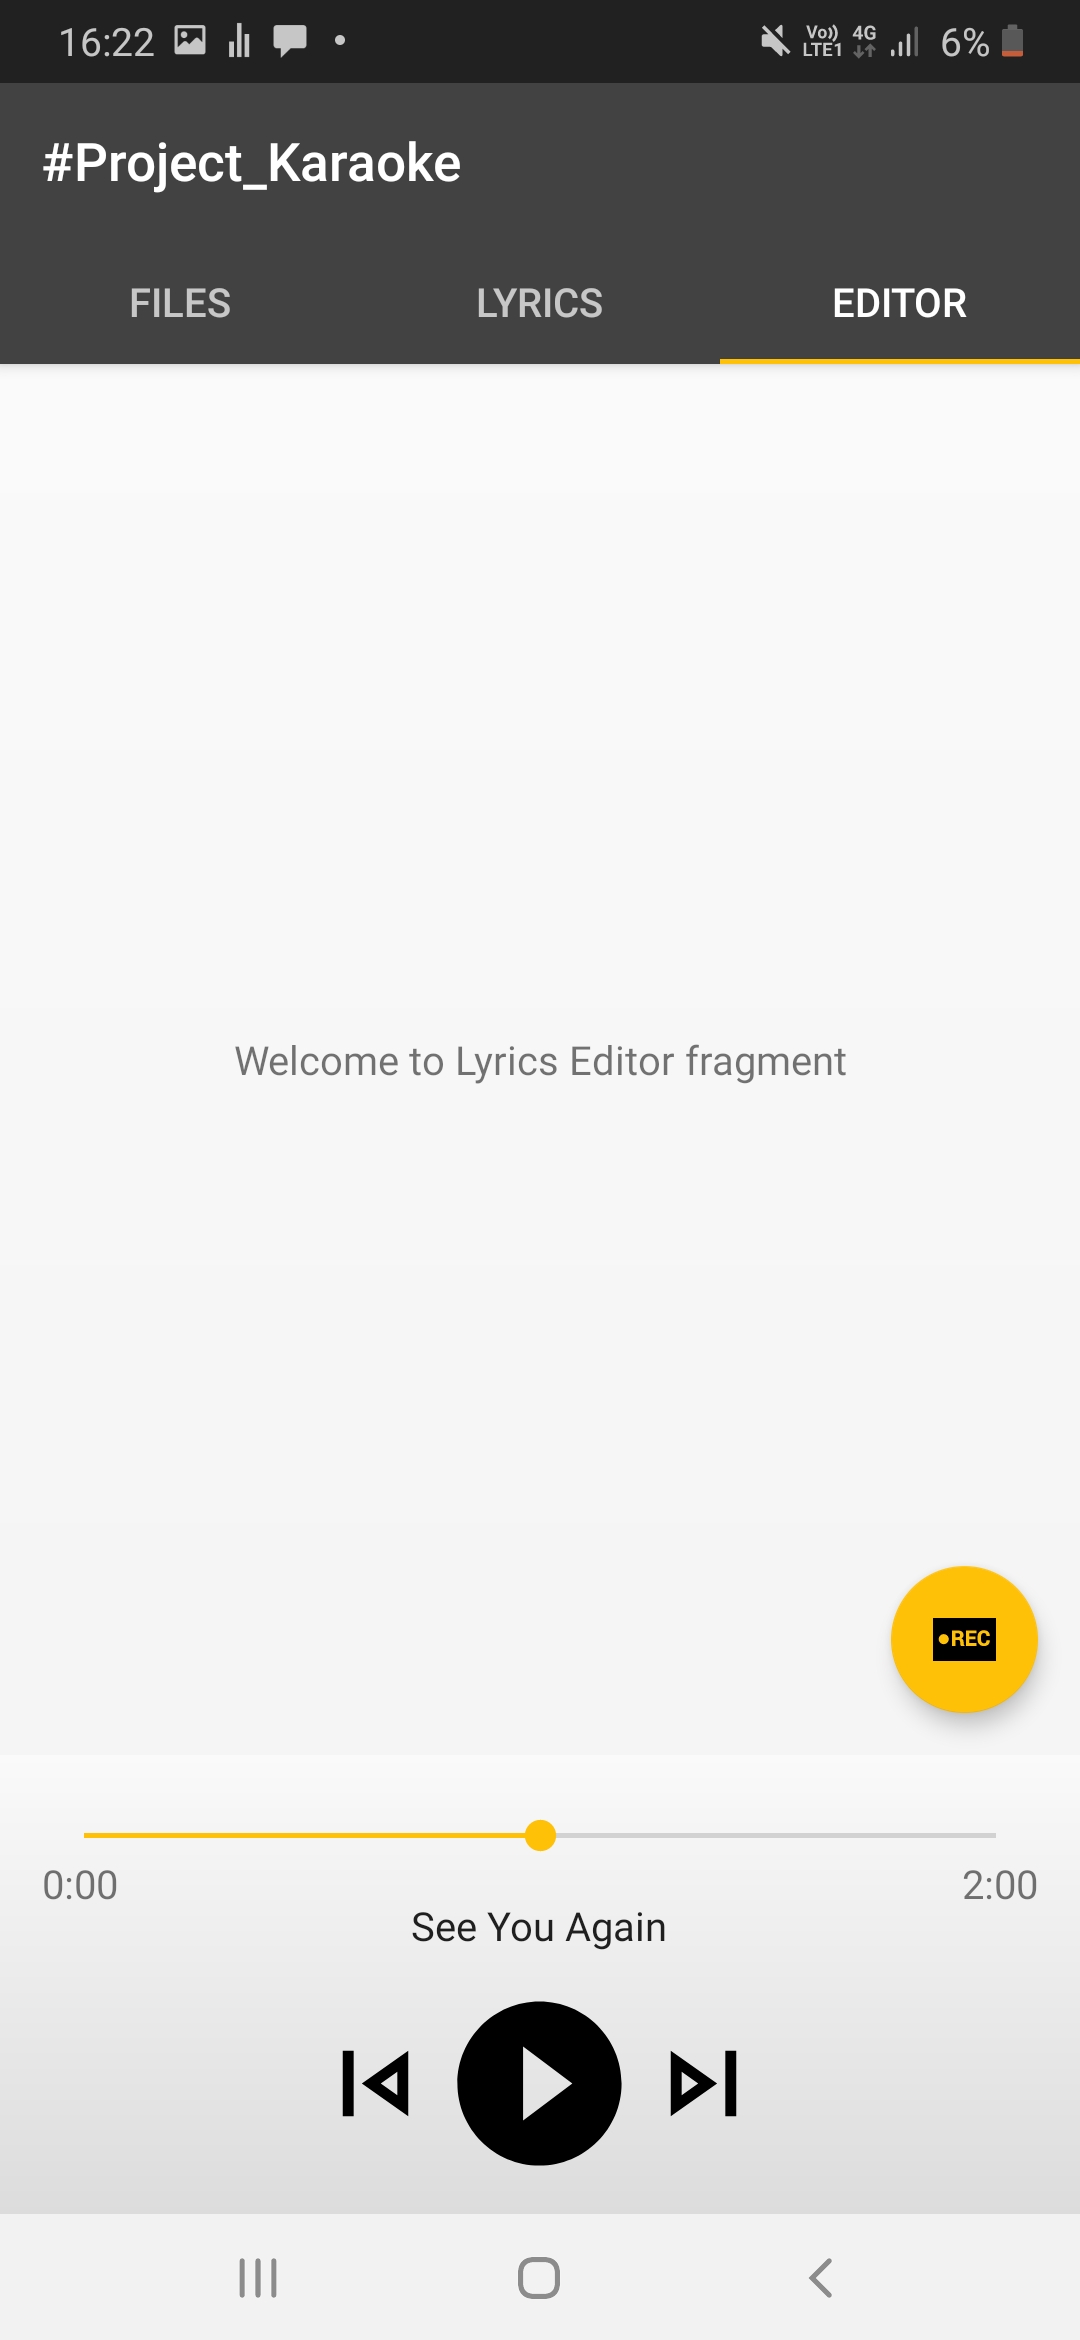 16:22
Vo)) LTE1 4G 6%
#Project_Karaoke
FILES LYRICS EDITOR
Welcome to Lyrics Editor fragment
REC
0:00 2:00
See You Again